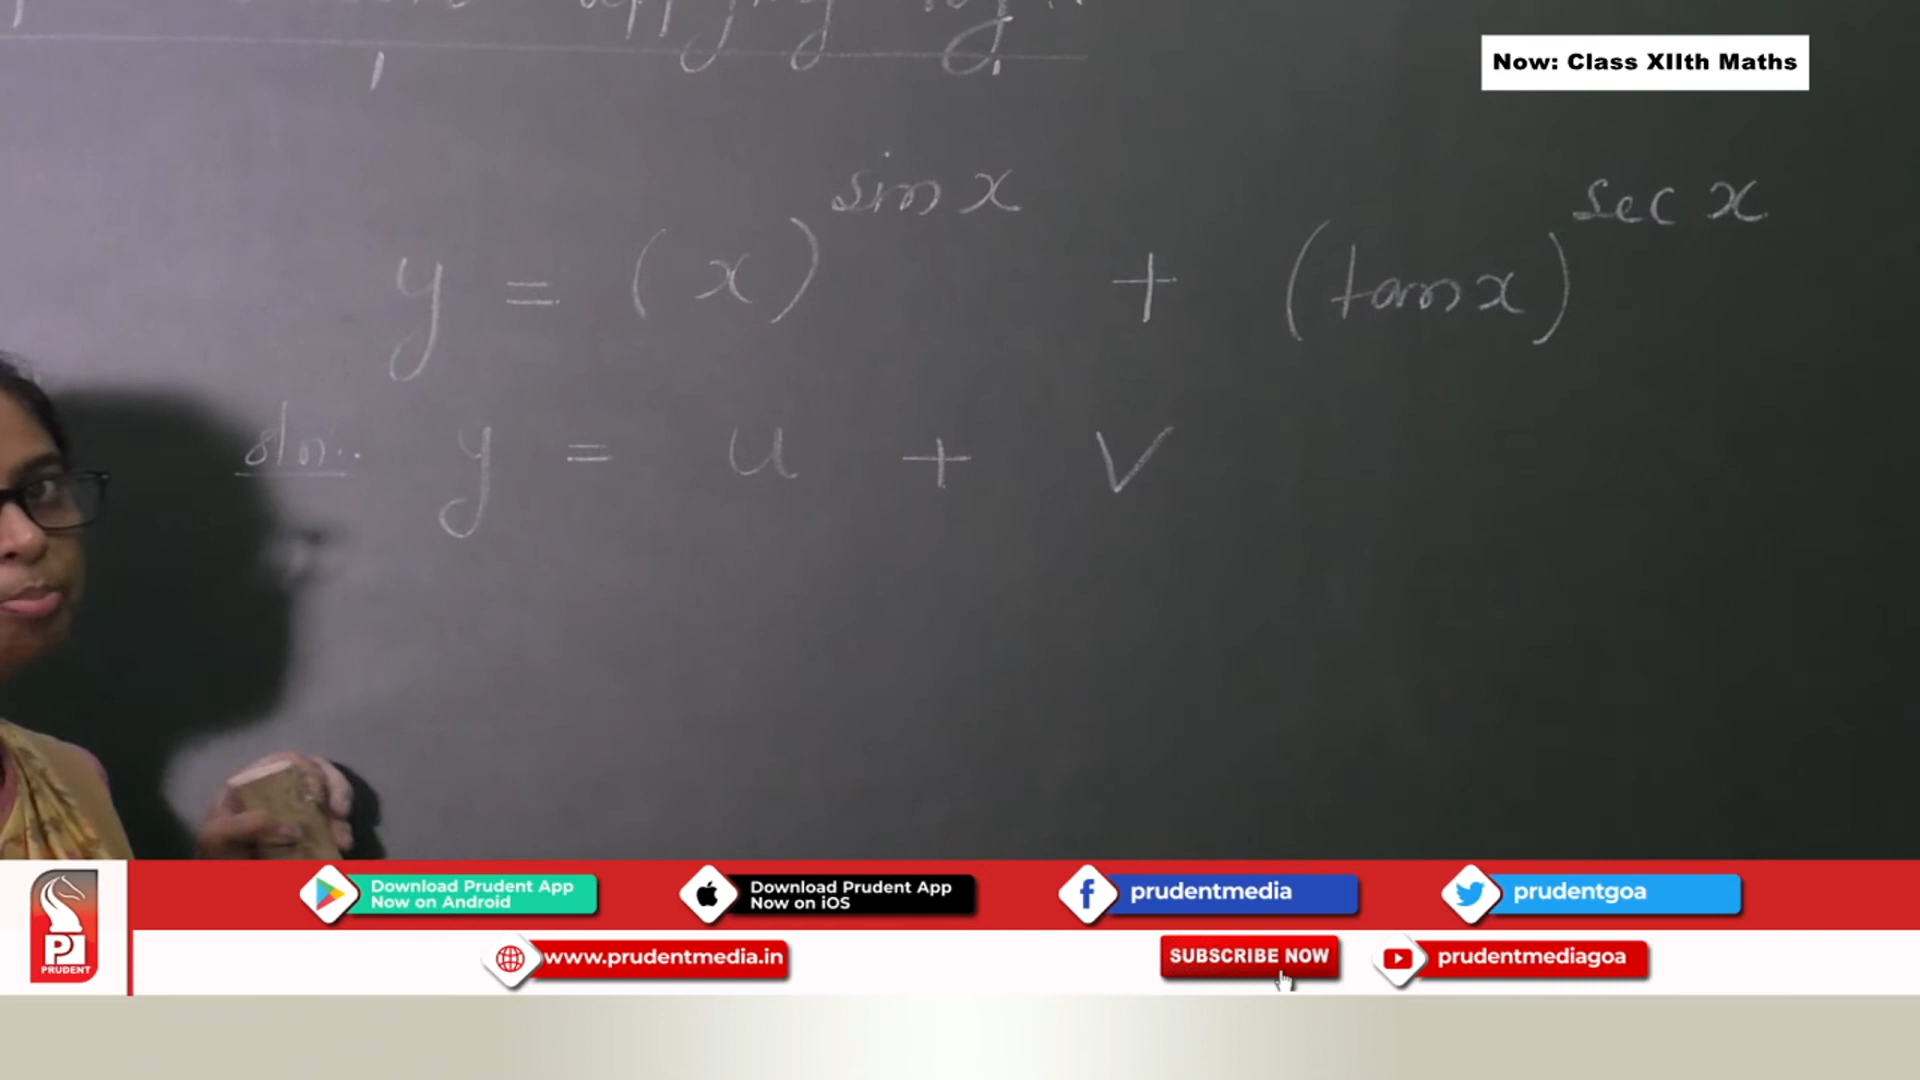 Now: Class XIIth Maths
y = (x)^sin x + (tan x)^sec x
soln. y = u + v
Download Prudent App
Now on Android
Download Prudent App
Now on iOS
prudentmedia
prudentgoa
PRUDENT
www.prudentmedia.in
SUBSCRIBE NOW
prudentmediagoa